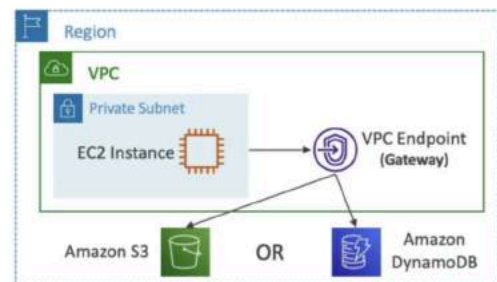 Region
VPC
Private Subnet
EC2 Instance
VPC Endpoint
(Gateway)
Amazon S3
OR
Amazon
DynamoDB